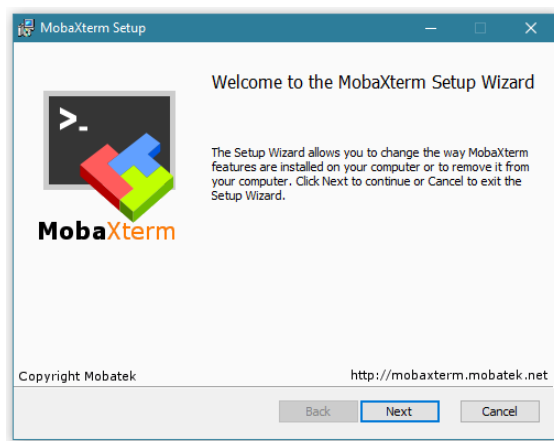 MobaXterm Setup
Welcome to the MobaXterm Setup Wizard
>_
The Setup Wizard allows you to change the way MobaXterm
features are installed on your computer or to remove it from
your computer. Click Next to continue or Cancel to exit the
Setup Wizard.
MobaXterm
Copyright Mobatek http://mobaxterm.mobatek.net
Back Next Cancel